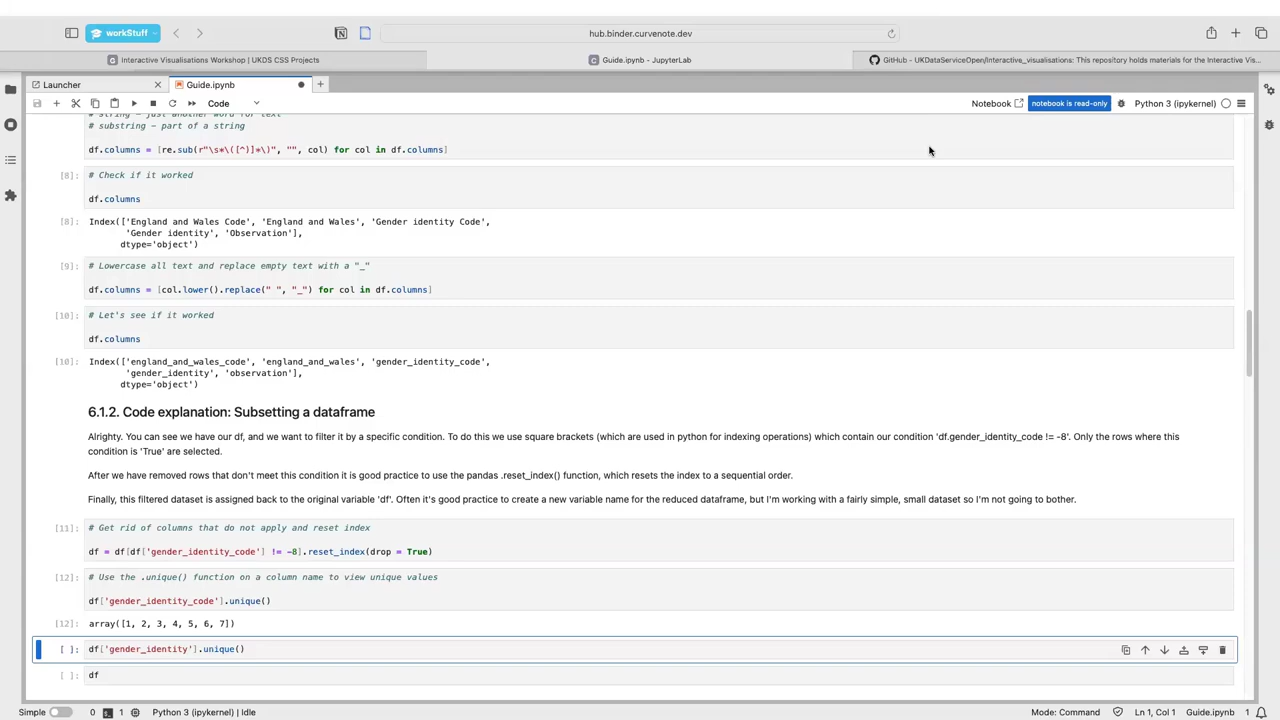 workStuff
hub.binder.curvenote.dev
Interactive Visualisations Workshop | UKDS CSS Projects
Guide.ipynb - JupyterLab
GitHub - UKDataServiceOpen/Interactive_visualisations: This repository holds materials for the Interactive Vis...
Launcher
Guide.ipynb
Code
Notebook
notebook is read-only
Python 3 (ipykernel)
# string - just another word for text
# substring - part of a string
df.columns = [re.sub(r"\s*\([^)]*\)", "", col) for col in df.columns]
[8]: # Check if it worked
df.columns
[8]: Index(['England and Wales Code', 'England and Wales', 'Gender identity Code',
'Gender identity', 'Observation'],
dtype='object')
[9]: # Lowercase all text and replace empty text with a "_"
df.columns = [col.lower().replace(" ", "_") for col in df.columns]
[10]: # Let's see if it worked
df.columns
[10]: Index(['england_and_wales_code', 'england_and_wales', 'gender_identity_code',
'gender_identity', 'observation'],
dtype='object')
6.1.2. Code explanation: Subsetting a dataframe
Alrighty. You can see we have our df, and we want to filter it by a specific condition. To do this we use square brackets (which are used in python for indexing operations) which contain our condition 'df.gender_identity_code != -8'. Only the rows where this
condition is 'True' are selected.
After we have removed rows that don't meet this condition it is good practice to use the pandas .reset_index() function, which resets the index to a sequential order.
Finally, this filtered dataset is assigned back to the original variable 'df'. Often it's good practice to create a new variable name for the reduced dataframe, but I'm working with a fairly simple, small dataset so I'm not going to bother.
[11]: # Get rid of columns that do not apply and reset index
df = df[df['gender_identity_code'] != -8].reset_index(drop = True)
[12]: # Use the .unique() function on a column name to view unique values
df['gender_identity_code'].unique()
[12]: array([1, 2, 3, 4, 5, 6, 7])
[ ]: df['gender_identity'].unique()
[ ]: df
Simple
0
1
Python 3 (ipykernel) | Idle
Mode: Command
Ln 1, Col 1
Guide.ipynb
1